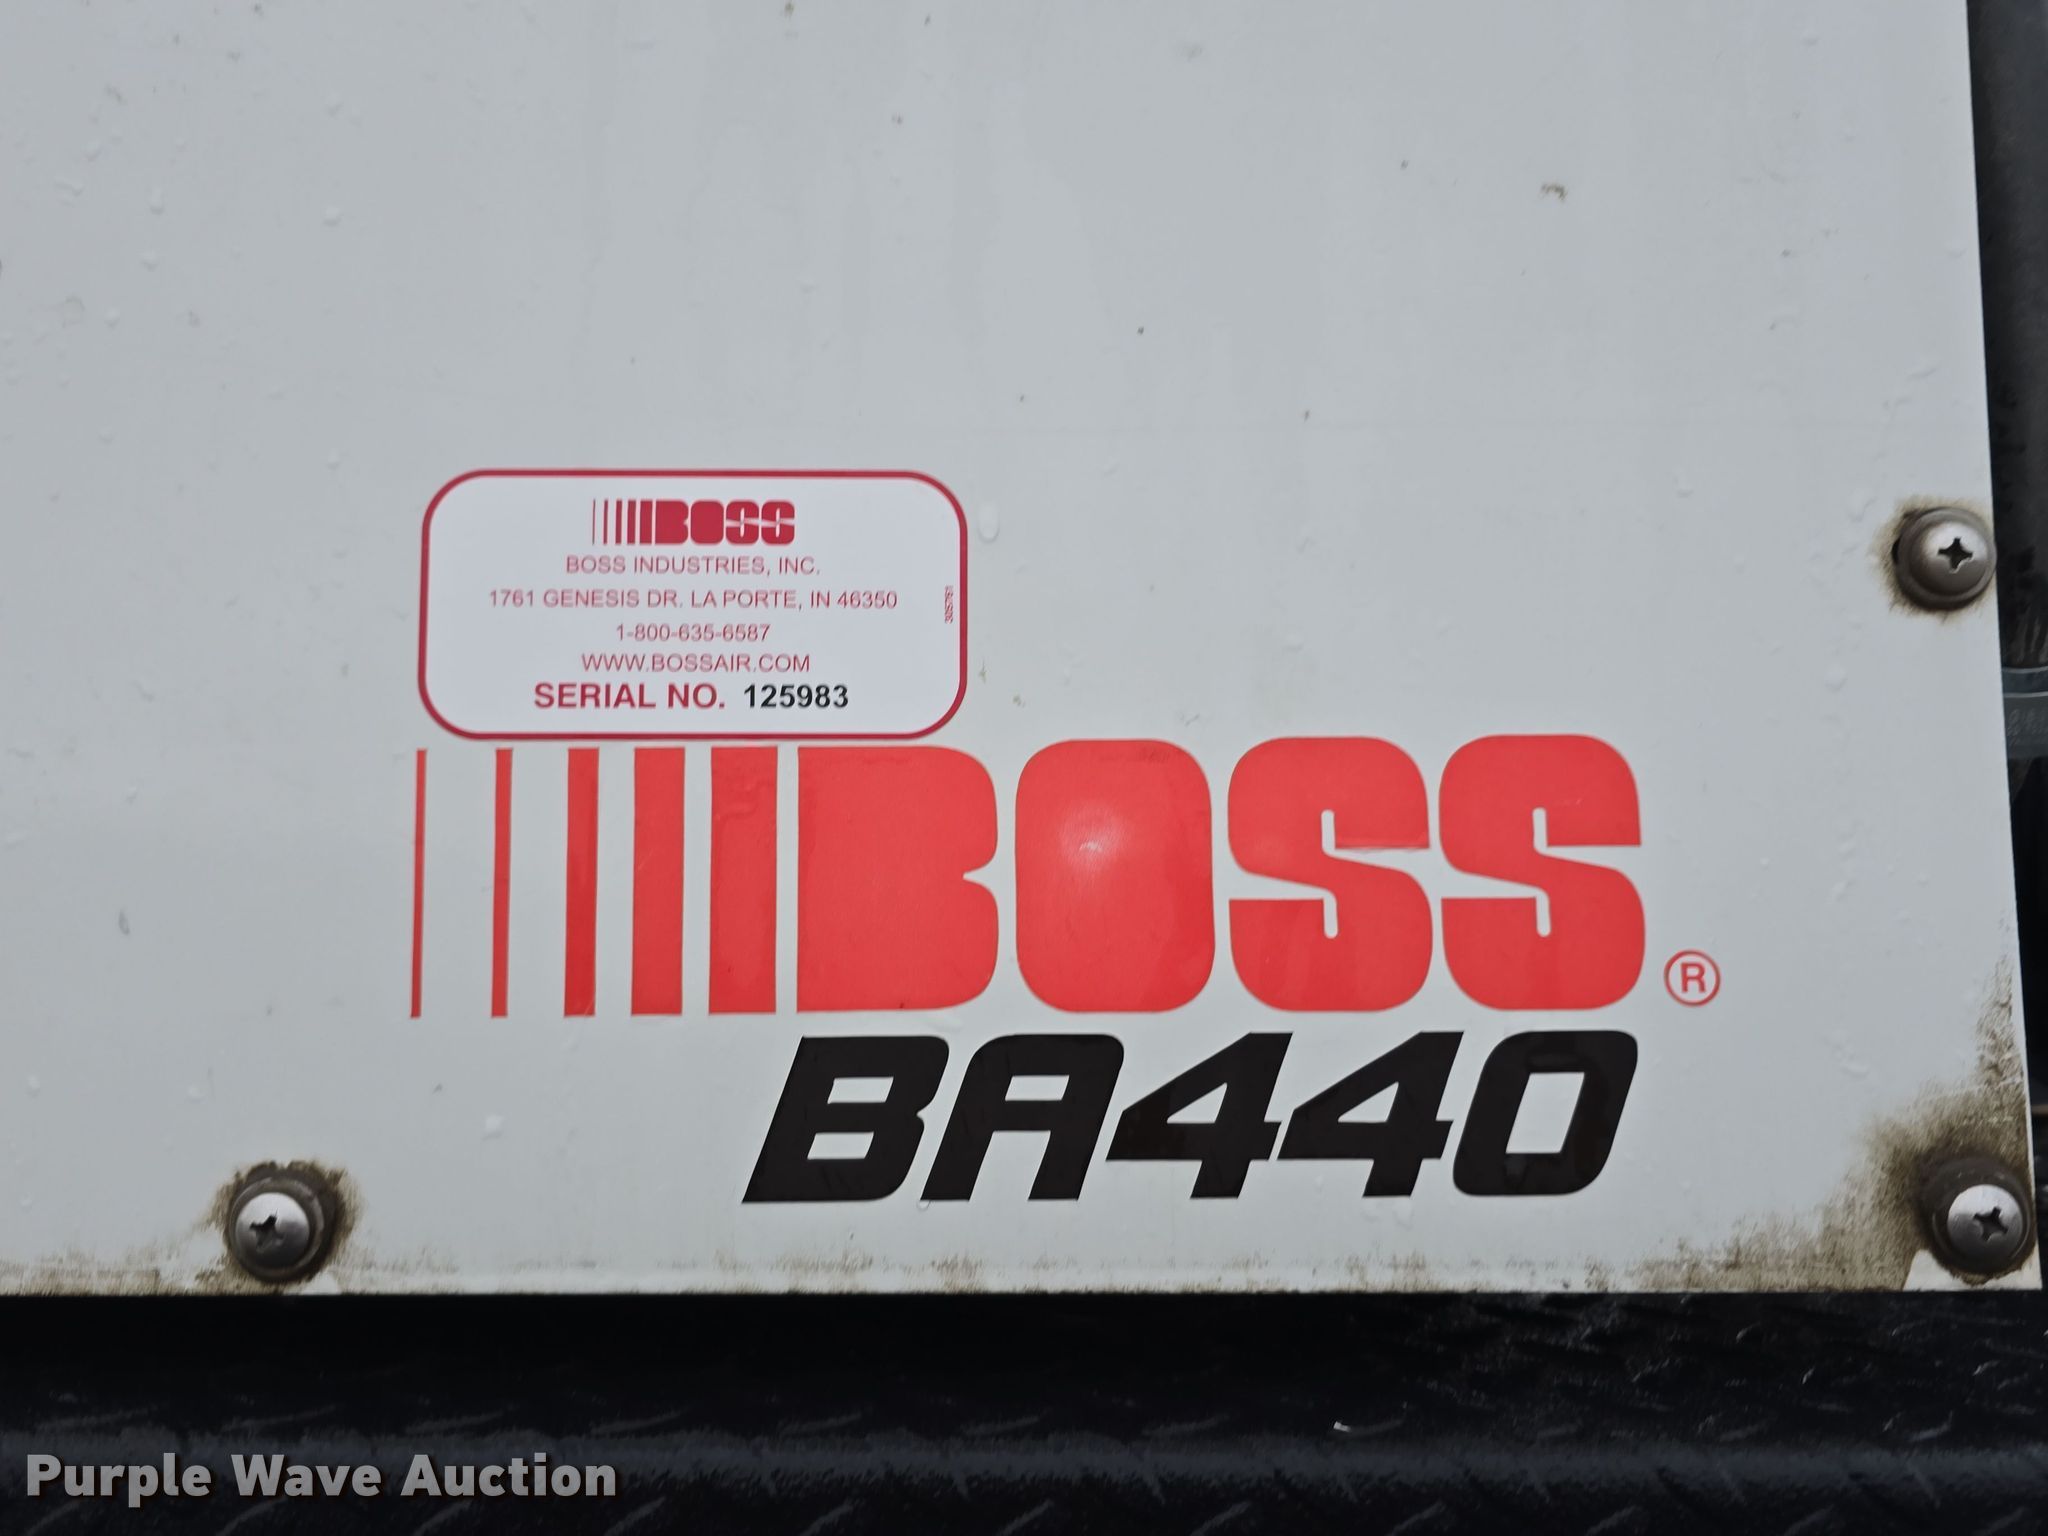 BOSS
BOSS INDUSTRIES, INC.
1761 GENESIS DR. LA PORTE, IN 46350
1-800-635-6587
WWW.BOSSAIR.COM
SERIAL NO. 125983
305761
BOSS®
BA440
Purple Wave Auction